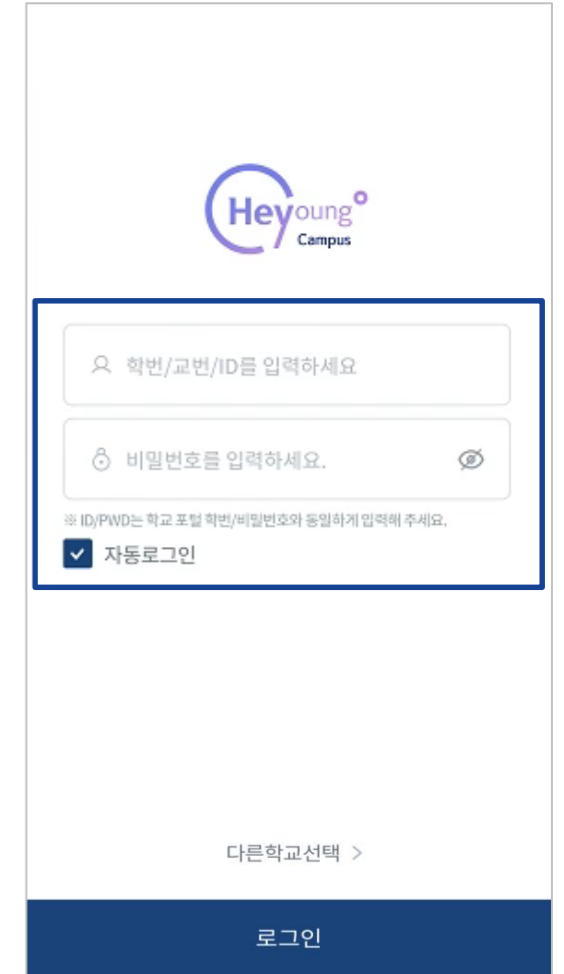 Heyoung
Campus
학번/교번/ID를 입력하세요
비밀번호를 입력하세요.
※ ID/PWD는 학교 포털 학번/비밀번호와 동일하게 입력해 주세요.
자동로그인
다른학교선택 >
로그인